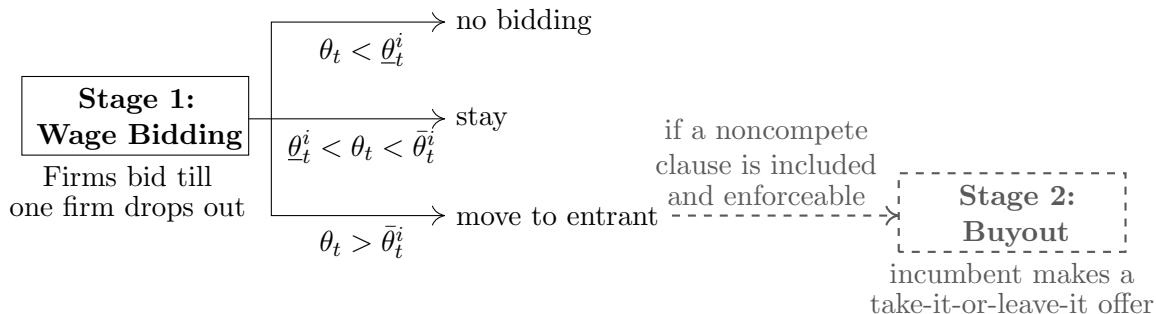 no bidding
θ_t < θ̲_t^i
Stage 1:
Wage Bidding
Firms bid till
one firm drops out
stay
θ̲_t^i < θ_t < θ̄_t^i
move to entrant
θ_t > θ̄_t^i
if a noncompete
clause is included
and enforceable
Stage 2:
Buyout
incumbent makes a
take-it-or-leave-it offer